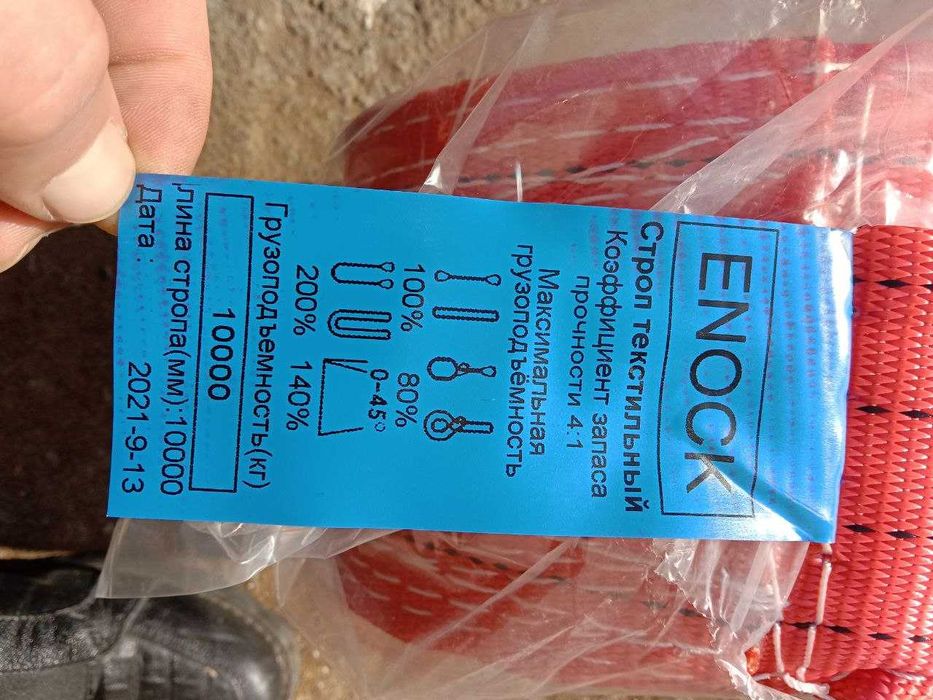 ENOCK
Строп текстильный
Коэффициент запаса
прочности 4:1
Максимальная
грузоподъёмность
100% 80%
0-45°
200% 140%
Грузоподъемность(кг)
10000
лина стропа(мм):10000
Дата : 2021-9-13